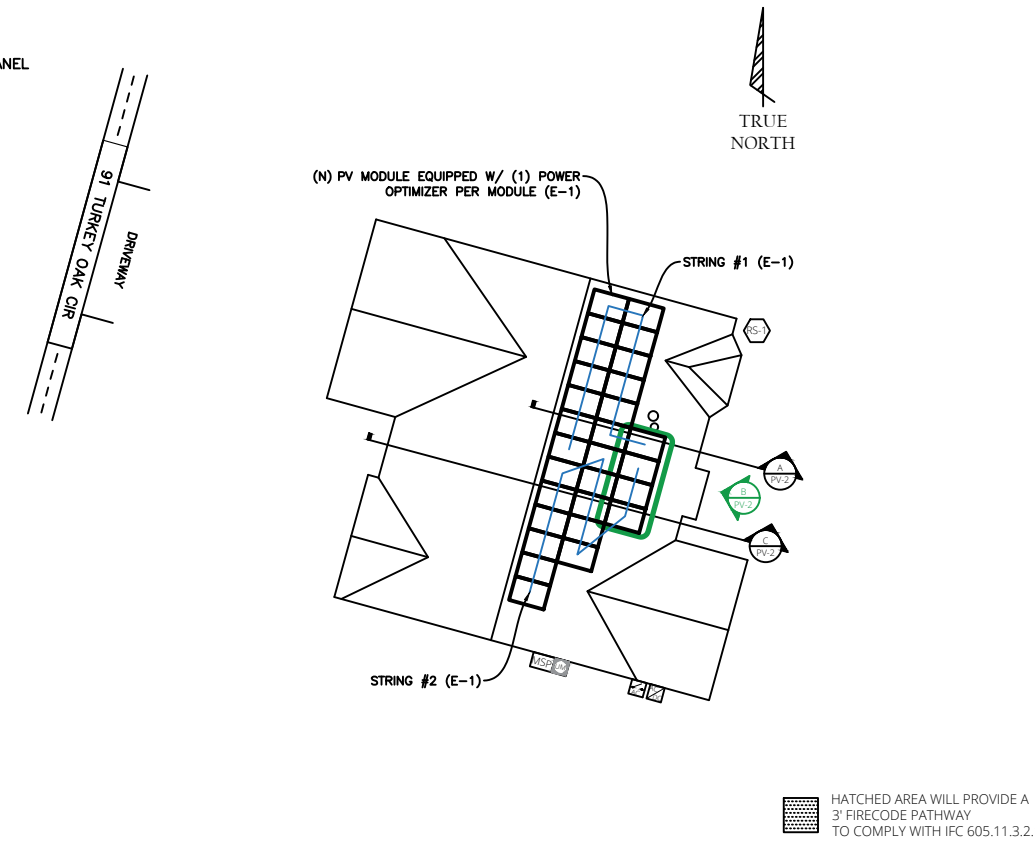 ANEL
TRUE
NORTH
(N) PV MODULE EQUIPPED W/ (1) POWER
OPTIMIZER PER MODULE (E-1)
91 TURKEY OAK CIR
DRIVEWAY
STRING #1 (E-1)
RS-1
A
PV-2
B
PV-2
C
PV-2
MSP
UM
STRING #2 (E-1)
HATCHED AREA WILL PROVIDE A
3' FIRECODE PATHWAY
TO COMPLY WITH IFC 605.11.3.2.